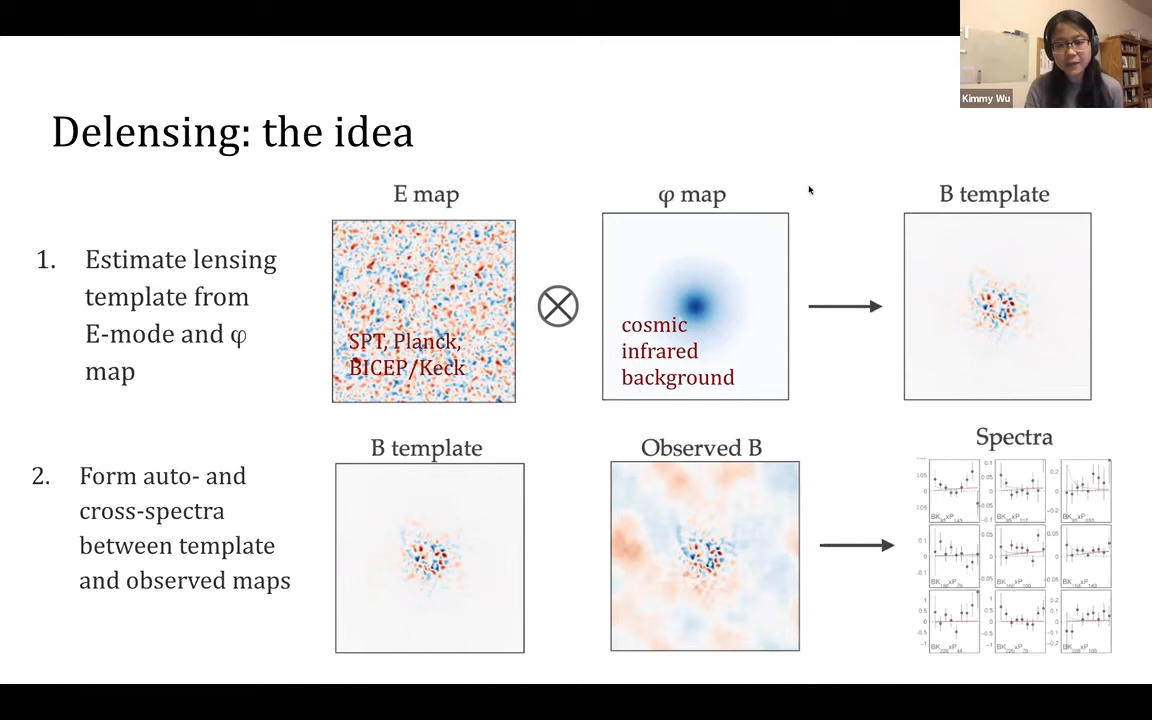 Kimmy Wu
Delensing: the idea
E map
φ map
B template
1. Estimate lensing
template from
E-mode and φ
map
SPT, Planck,
BICEP/Keck
cosmic
infrared
background
B template
Observed B
Spectra
2. Form auto- and
cross-spectra
between template
and observed maps